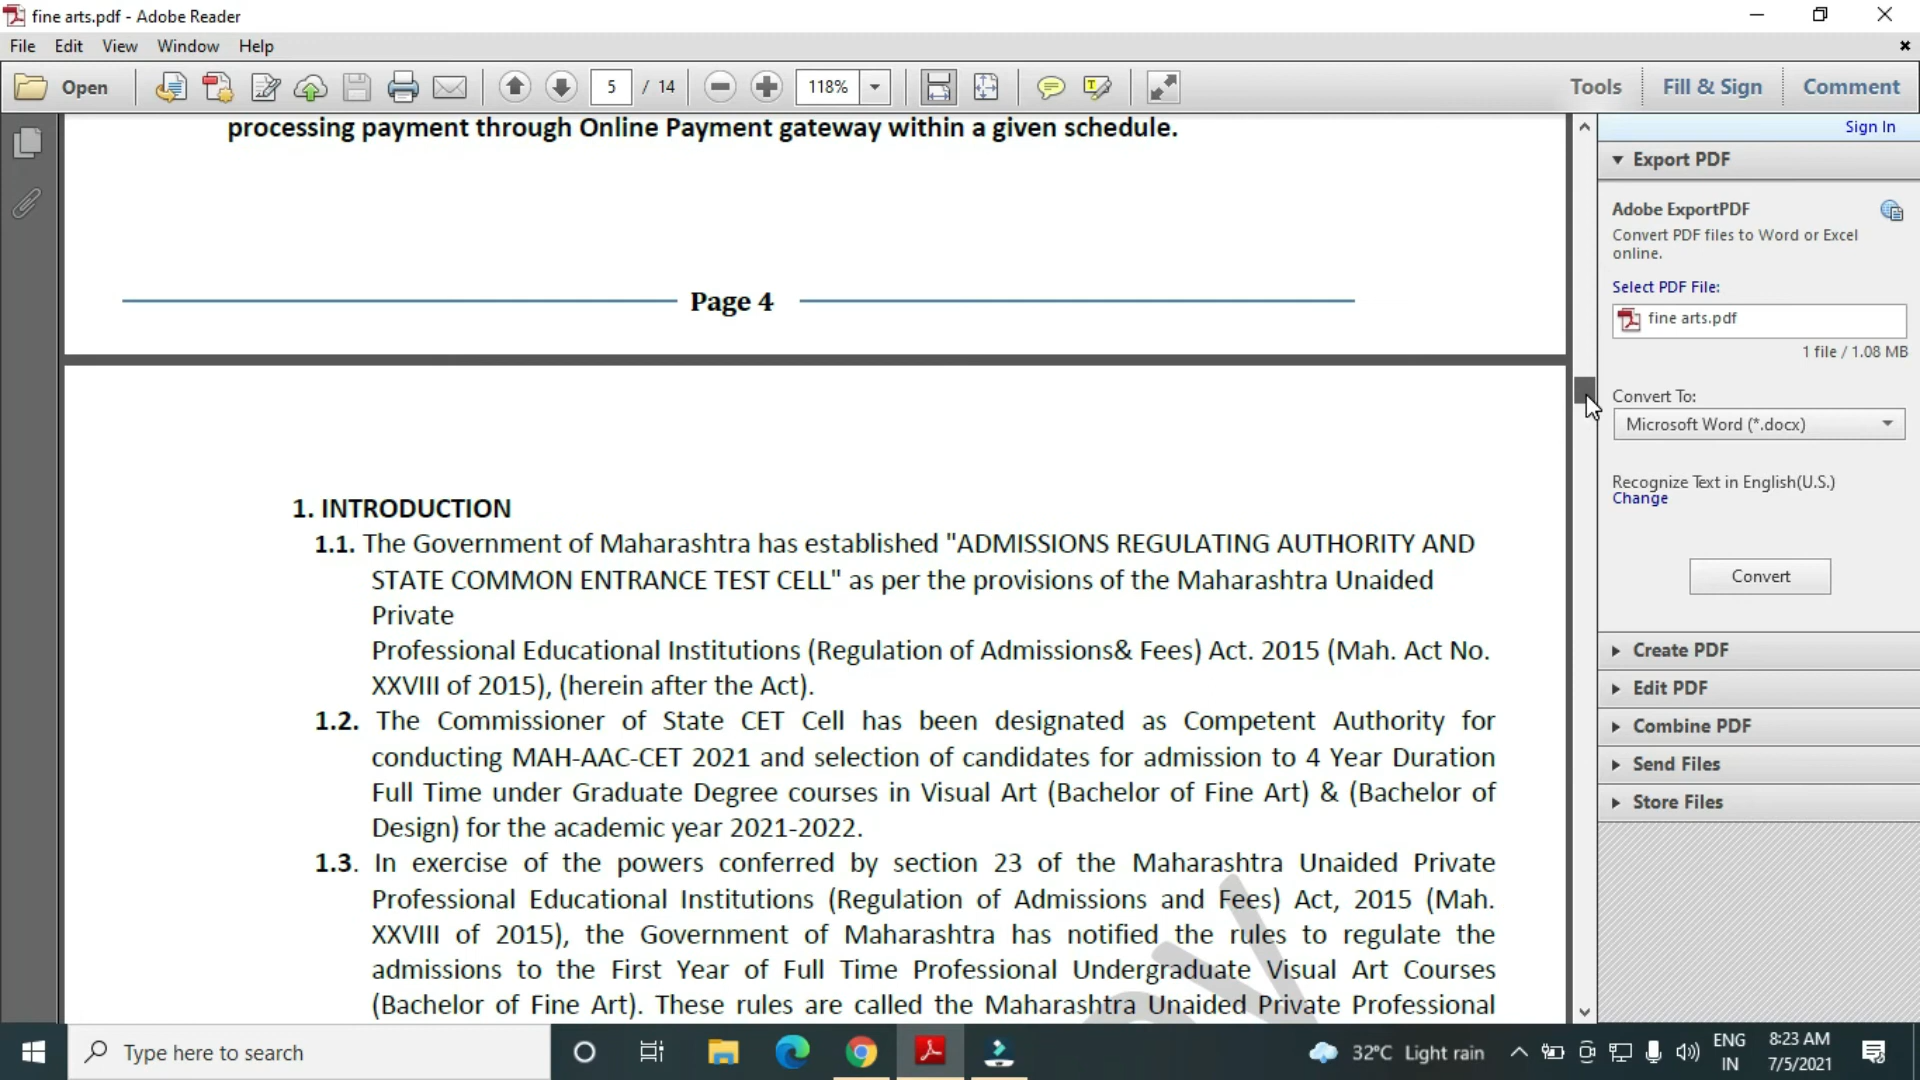 fine arts.pdf - Adobe Reader
File Edit View Window Help
Open 5 / 14 118% Tools Fill & Sign Comment
processing payment through Online Payment gateway within a given schedule.
Page 4
1. INTRODUCTION
1.1. The Government of Maharashtra has established "ADMISSIONS REGULATING AUTHORITY AND
STATE COMMON ENTRANCE TEST CELL" as per the provisions of the Maharashtra Unaided
Private
Professional Educational Institutions (Regulation of Admissions& Fees) Act. 2015 (Mah. Act No.
XXVIII of 2015), (herein after the Act).
1.2. The Commissioner of State CET Cell has been designated as Competent Authority for
conducting MAH-AAC-CET 2021 and selection of candidates for admission to 4 Year Duration
Full Time under Graduate Degree courses in Visual Art (Bachelor of Fine Art) & (Bachelor of
Design) for the academic year 2021-2022.
1.3. In exercise of the powers conferred by section 23 of the Maharashtra Unaided Private
Professional Educational Institutions (Regulation of Admissions and Fees) Act, 2015 (Mah.
XXVIII of 2015), the Government of Maharashtra has notified the rules to regulate the
admissions to the First Year of Full Time Professional Undergraduate Visual Art Courses
(Bachelor of Fine Art). These rules are called the Maharashtra Unaided Private Professional
Sign In
Export PDF
Adobe ExportPDF
Convert PDF files to Word or Excel
online.
Select PDF File:
fine arts.pdf
1 file / 1.08 MB
Convert To:
Microsoft Word (*.docx)
Recognize Text in English(U.S.)
Change
Convert
Create PDF
Edit PDF
Combine PDF
Send Files
Store Files
Type here to search
32°C Light rain
ENG
IN
8:23 AM
7/5/2021